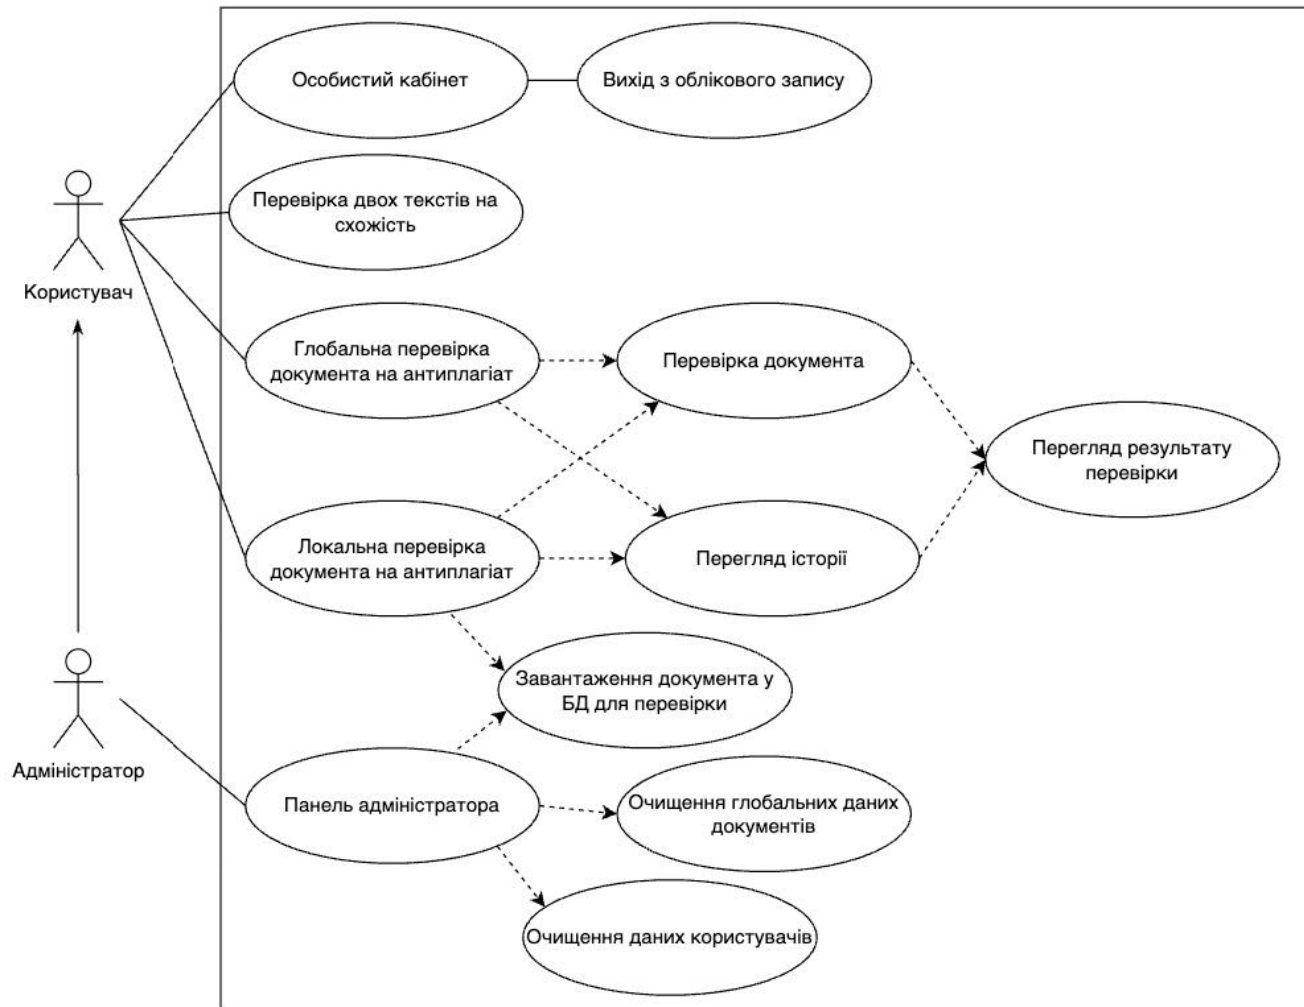 Особистий кабінет
Вихід з облікового запису
Перевірка двох текстів на
схожість
Користувач
Глобальна перевірка
документа на антиплагіат
Перевірка документа
Перегляд результату
перевірки
Локальна перевірка
документа на антиплагіат
Перегляд історії
Завантаження документа у
БД для перевірки
Адміністратор
Панель адміністратора
Очищення глобальних даних
документів
Очищення даних користувачів